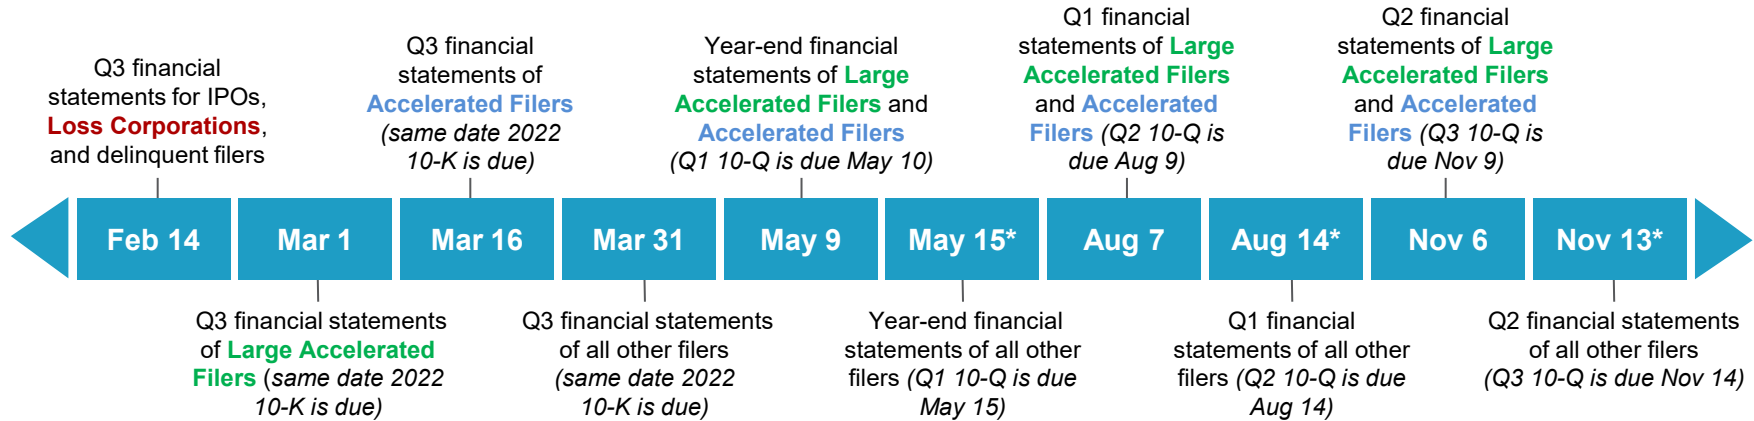 Q3 financial
statements for IPOs,
Loss Corporations,
and delinquent filers
Q3 financial
statements of
Accelerated Filers
(same date 2022
10-K is due)
Year-end financial
statements of Large
Accelerated Filers and
Accelerated Filers
(Q1 10-Q is due May 10)
Q1 financial
statements of Large
Accelerated Filers
and Accelerated
Filers (Q2 10-Q is
due Aug 9)
Q2 financial
statements of Large
Accelerated Filers
and Accelerated
Filers (Q3 10-Q is
due Nov 9)
Feb 14
Mar 1
Mar 16
Mar 31
May 9
May 15*
Aug 7
Aug 14*
Nov 6
Nov 13*
Q3 financial statements
of Large Accelerated
Filers (same date 2022
10-K is due)
Q3 financial statements
of all other filers
(same date 2022
10-K is due)
Year-end financial
statements of all other
filers (Q1 10-Q is due
May 15)
Q1 financial
statements of all other
filers (Q2 10-Q is due
Aug 14)
Q2 financial statements
of all other filers
(Q3 10-Q is due Nov 14)